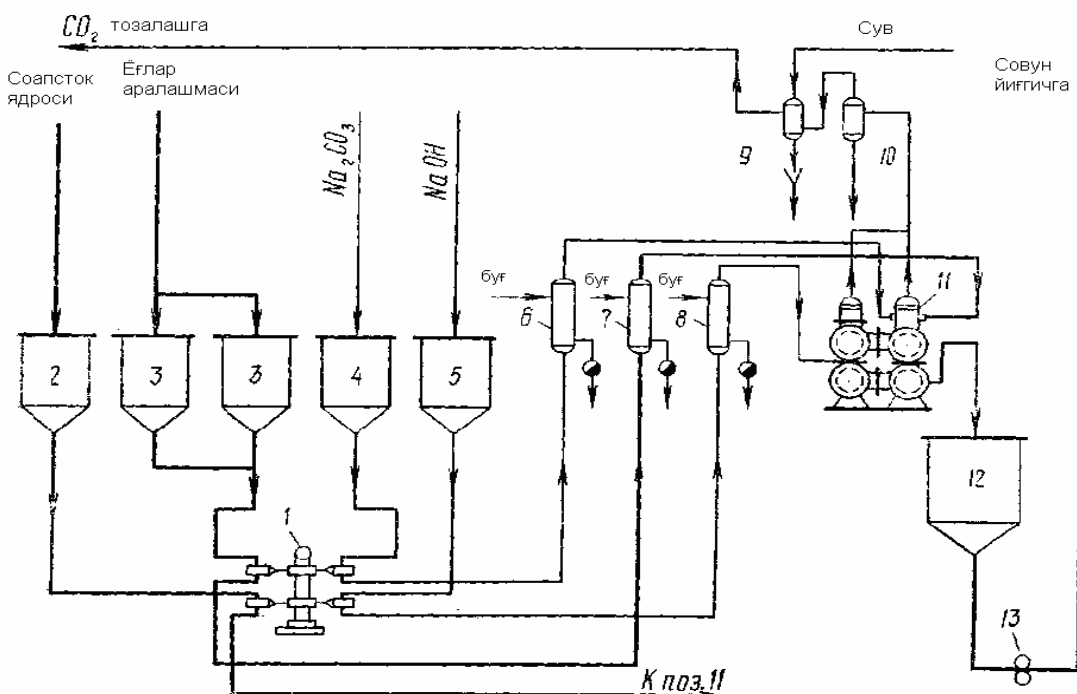 CO₂ тозалашга
Сув
Соапсток
ядроси
Ёғлар
аралашмаси
Совун
йиғгичга
Na₂CO₃
NaOH
9
10
буғ
буғ
буғ
11
6
7
8
2
3
3
4
5
12
1
13
К поз. 11